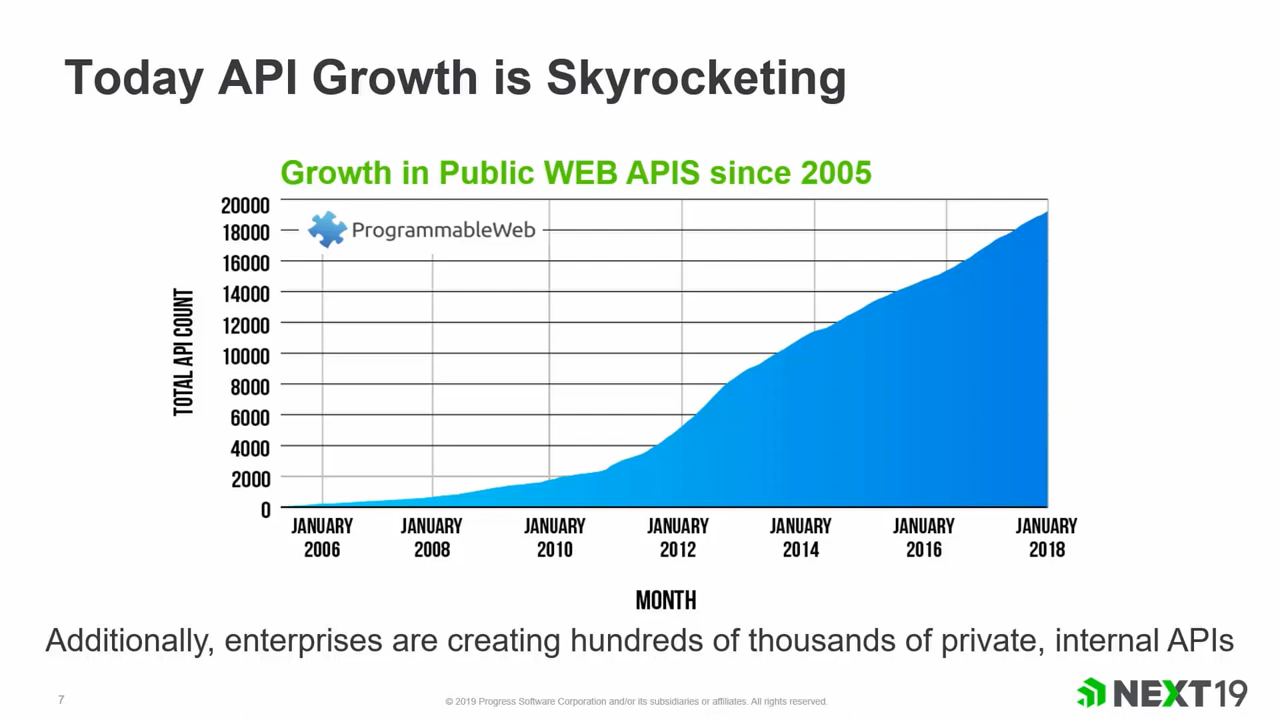 Today API Growth is Skyrocketing
Growth in Public WEB APIS since 2005
ProgrammableWeb
20000
18000
16000
14000
12000
10000
8000
6000
4000
2000
0
TOTAL API COUNT
JANUARY 2006
JANUARY 2008
JANUARY 2010
JANUARY 2012
JANUARY 2014
JANUARY 2016
JANUARY 2018
MONTH
Additionally, enterprises are creating hundreds of thousands of private, internal APIs
7
© 2019 Progress Software Corporation and/or its subsidiaries or affiliates. All rights reserved.
NEXT19